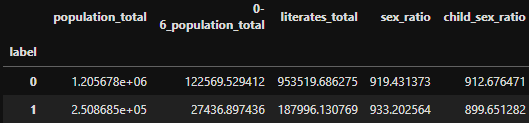 population_total 0-6_population_total literates_total sex_ratio child_sex_ratio
label
0 1.205678e+06 122569.529412 953519.686275 919.431373 912.676471
1 2.508685e+05 27436.897436 187996.130769 933.202564 899.651282